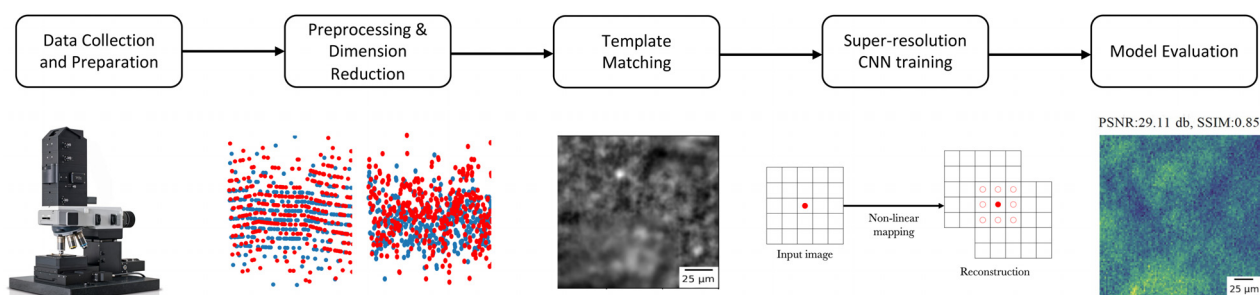 Data Collection
and Preparation
Preprocessing &
Dimension
Reduction
Template
Matching
Super-resolution
CNN training
Model Evaluation
PSNR:29.11 db, SSIM:0.85
25 μm
Input image
Non-linear
mapping
Reconstruction
25 μm